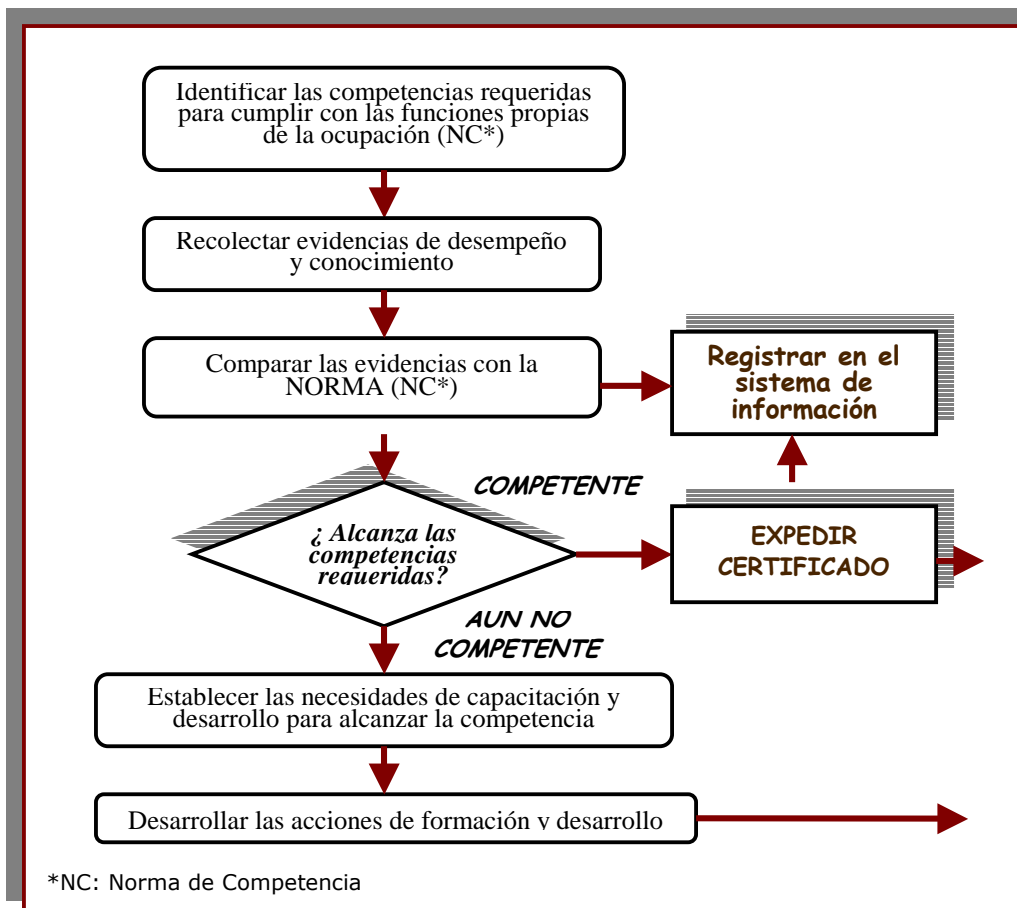 Identificar las competencias requeridas
para cumplir con las funciones propias
de la ocupación (NC*)
Recolectar evidencias de desempeño
y conocimiento
Comparar las evidencias con la
NORMA (NC*)
Registrar en el
sistema de
información
COMPETENTE
¿ Alcanza las
competencias
requeridas?
EXPEDIR
CERTIFICADO
AUN NO
COMPETENTE
Establecer las necesidades de capacitación y
desarrollo para alcanzar la competencia
Desarrollar las acciones de formación y desarrollo
*NC: Norma de Competencia